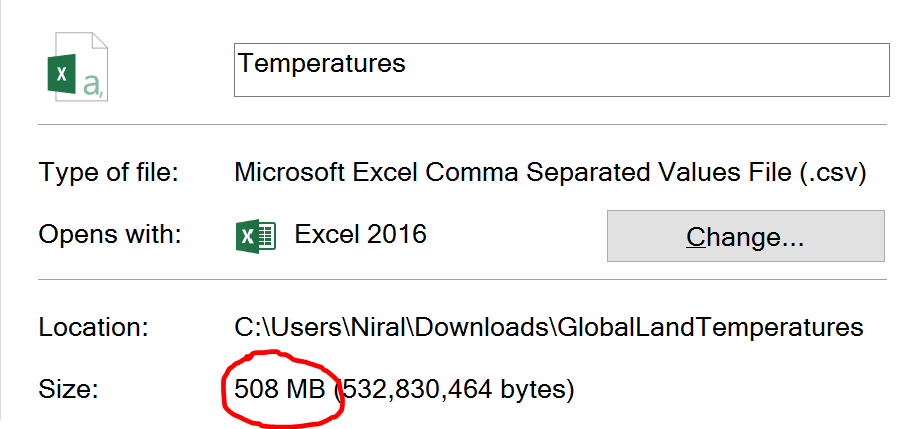 Temperatures
Type of file: Microsoft Excel Comma Separated Values File (.csv)
Opens with: Excel 2016 Change...
Location: C:\Users\Niral\Downloads\GlobalLandTemperatures
Size: 508 MB (532,830,464 bytes)